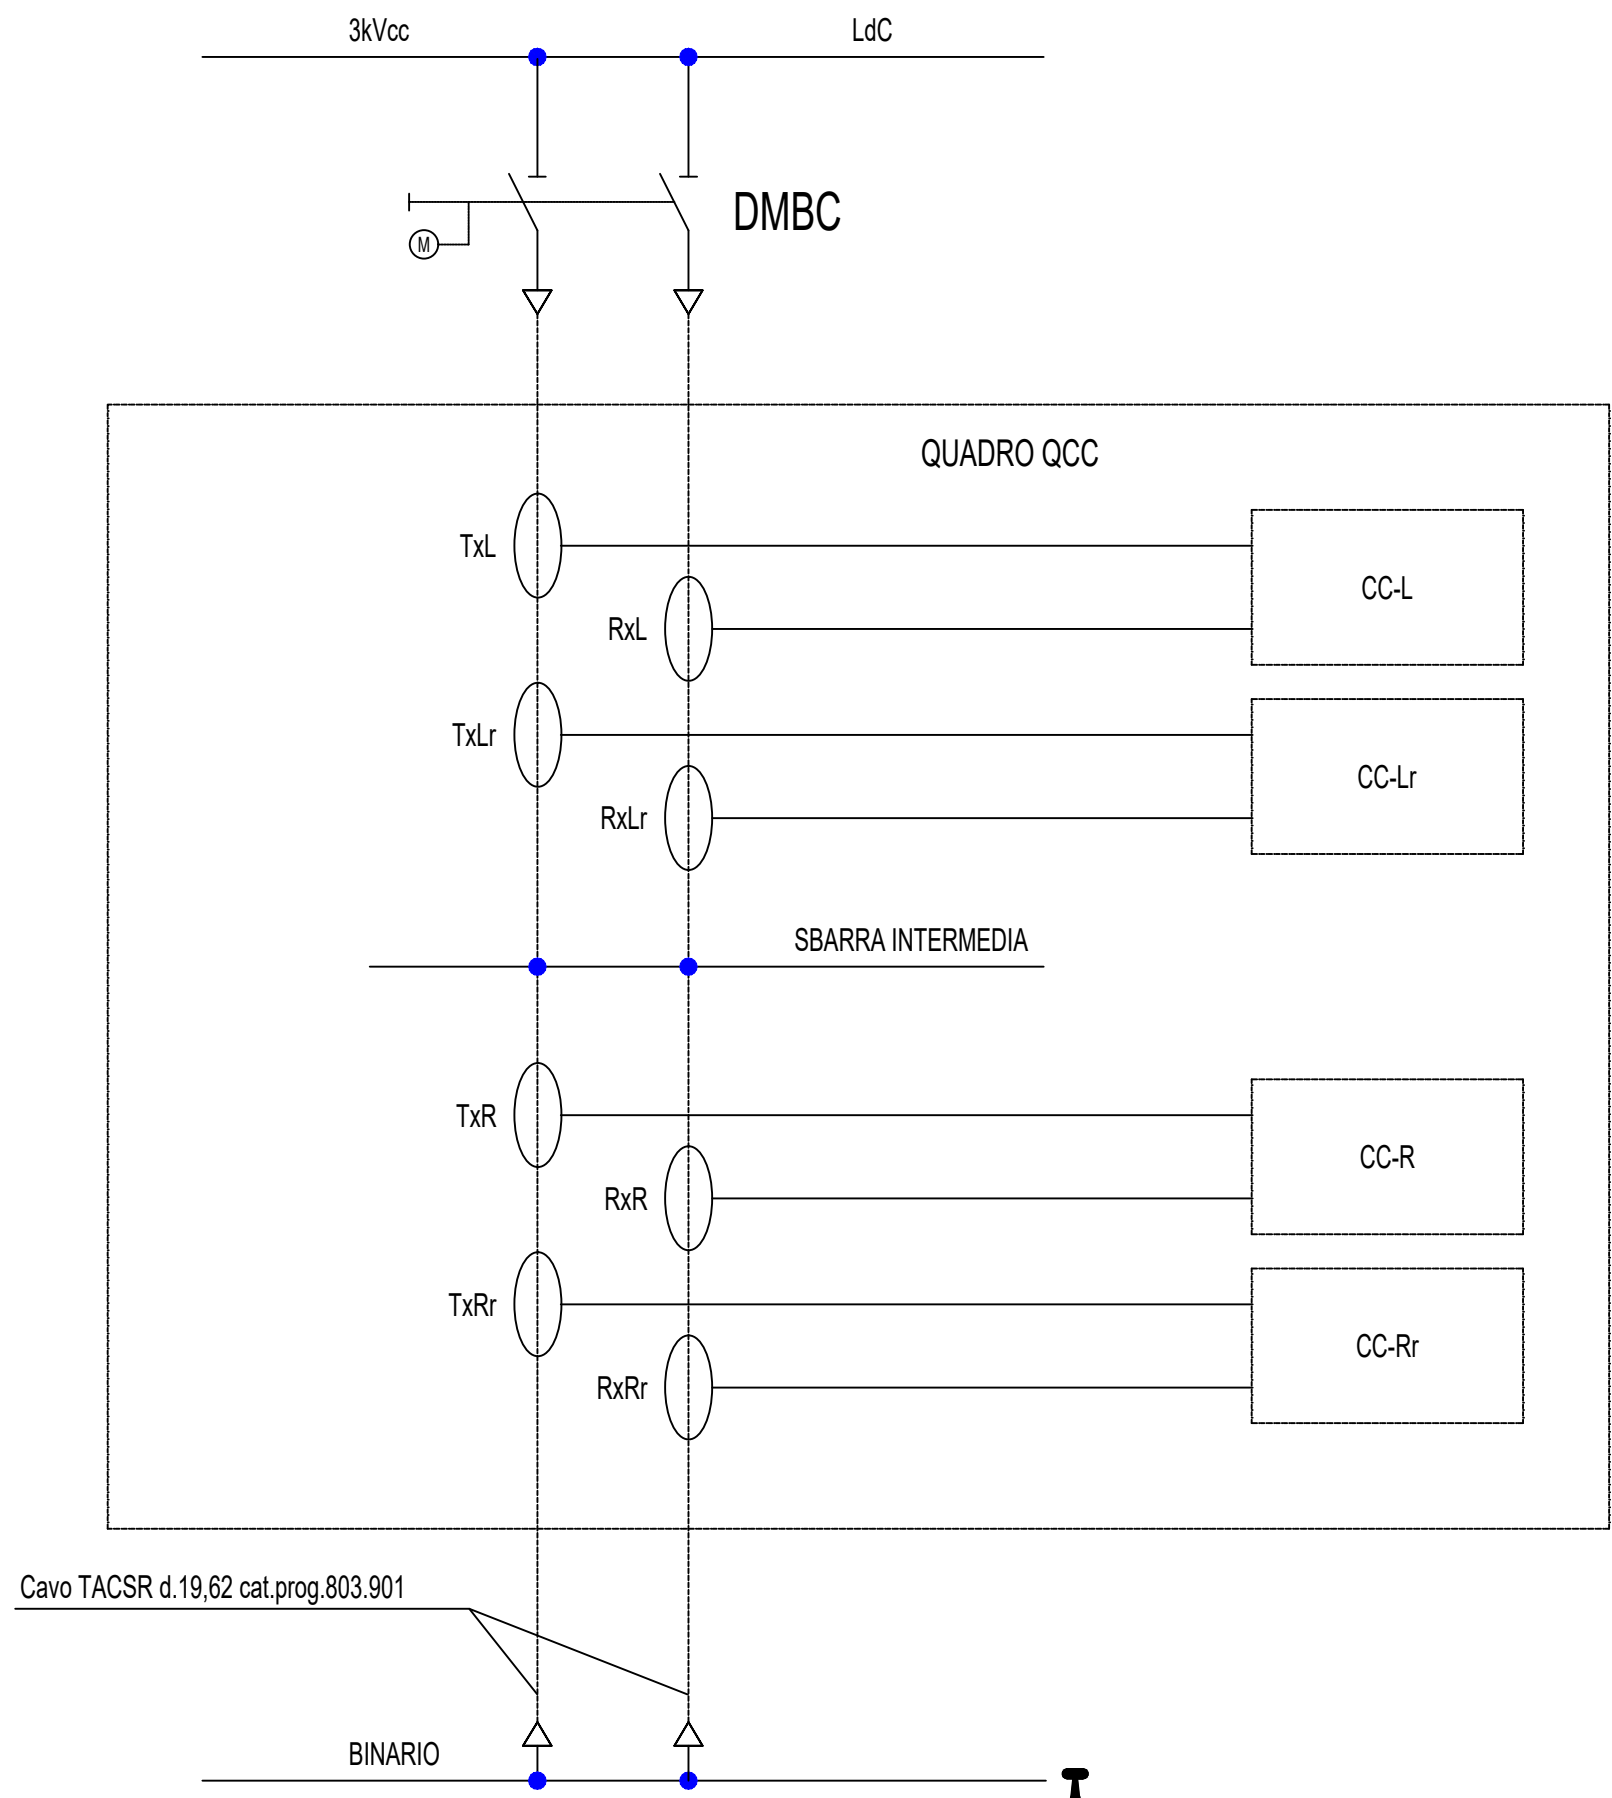 3kVcc
LdC
DMBC
M
QUADRO QCC
TxL
CC-L
RxL
TxLr
CC-Lr
RxLr
SBARRA INTERMEDIA
TxR
CC-R
RxR
TxRr
CC-Rr
RxRr
Cavo TACSR d.19,62 cat.prog.803.901
BINARIO